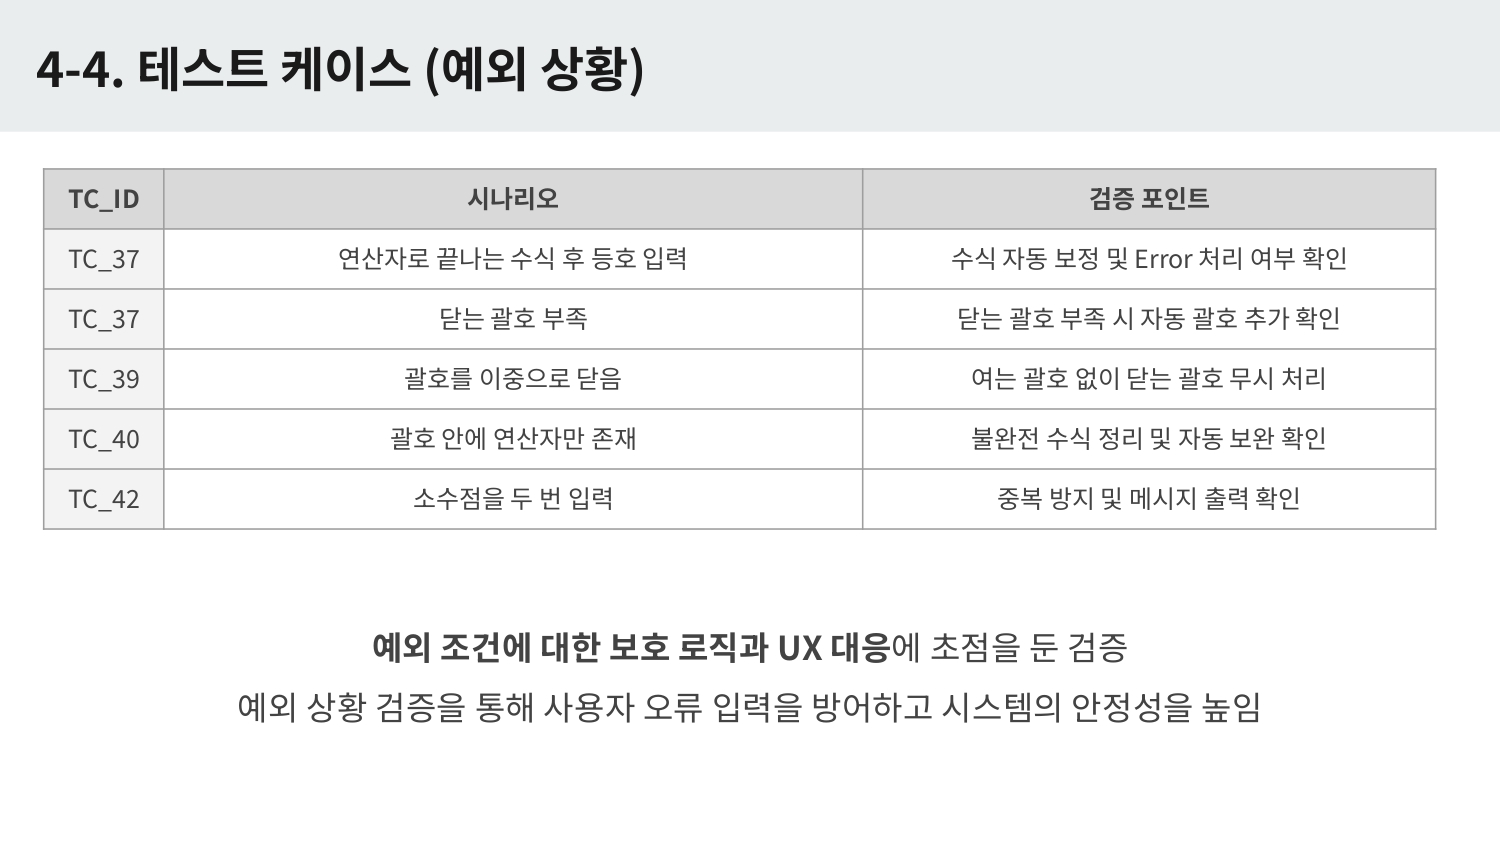 4-4. 테스트 케이스 (예외 상황)
TC_ID 시나리오 검증 포인트
TC_37 연산자로 끝나는 수식 후 등호 입력 수식 자동 보정 및 Error 처리 여부 확인
TC_37 닫는 괄호 부족 닫는 괄호 부족 시 자동 괄호 추가 확인
TC_39 괄호를 이중으로 닫음 여는 괄호 없이 닫는 괄호 무시 처리
TC_40 괄호 안에 연산자만 존재 불완전 수식 정리 및 자동 보완 확인
TC_42 소수점을 두 번 입력 중복 방지 및 메시지 출력 확인
예외 조건에 대한 보호 로직과 UX 대응에 초점을 둔 검증
예외 상황 검증을 통해 사용자 오류 입력을 방어하고 시스템의 안정성을 높임